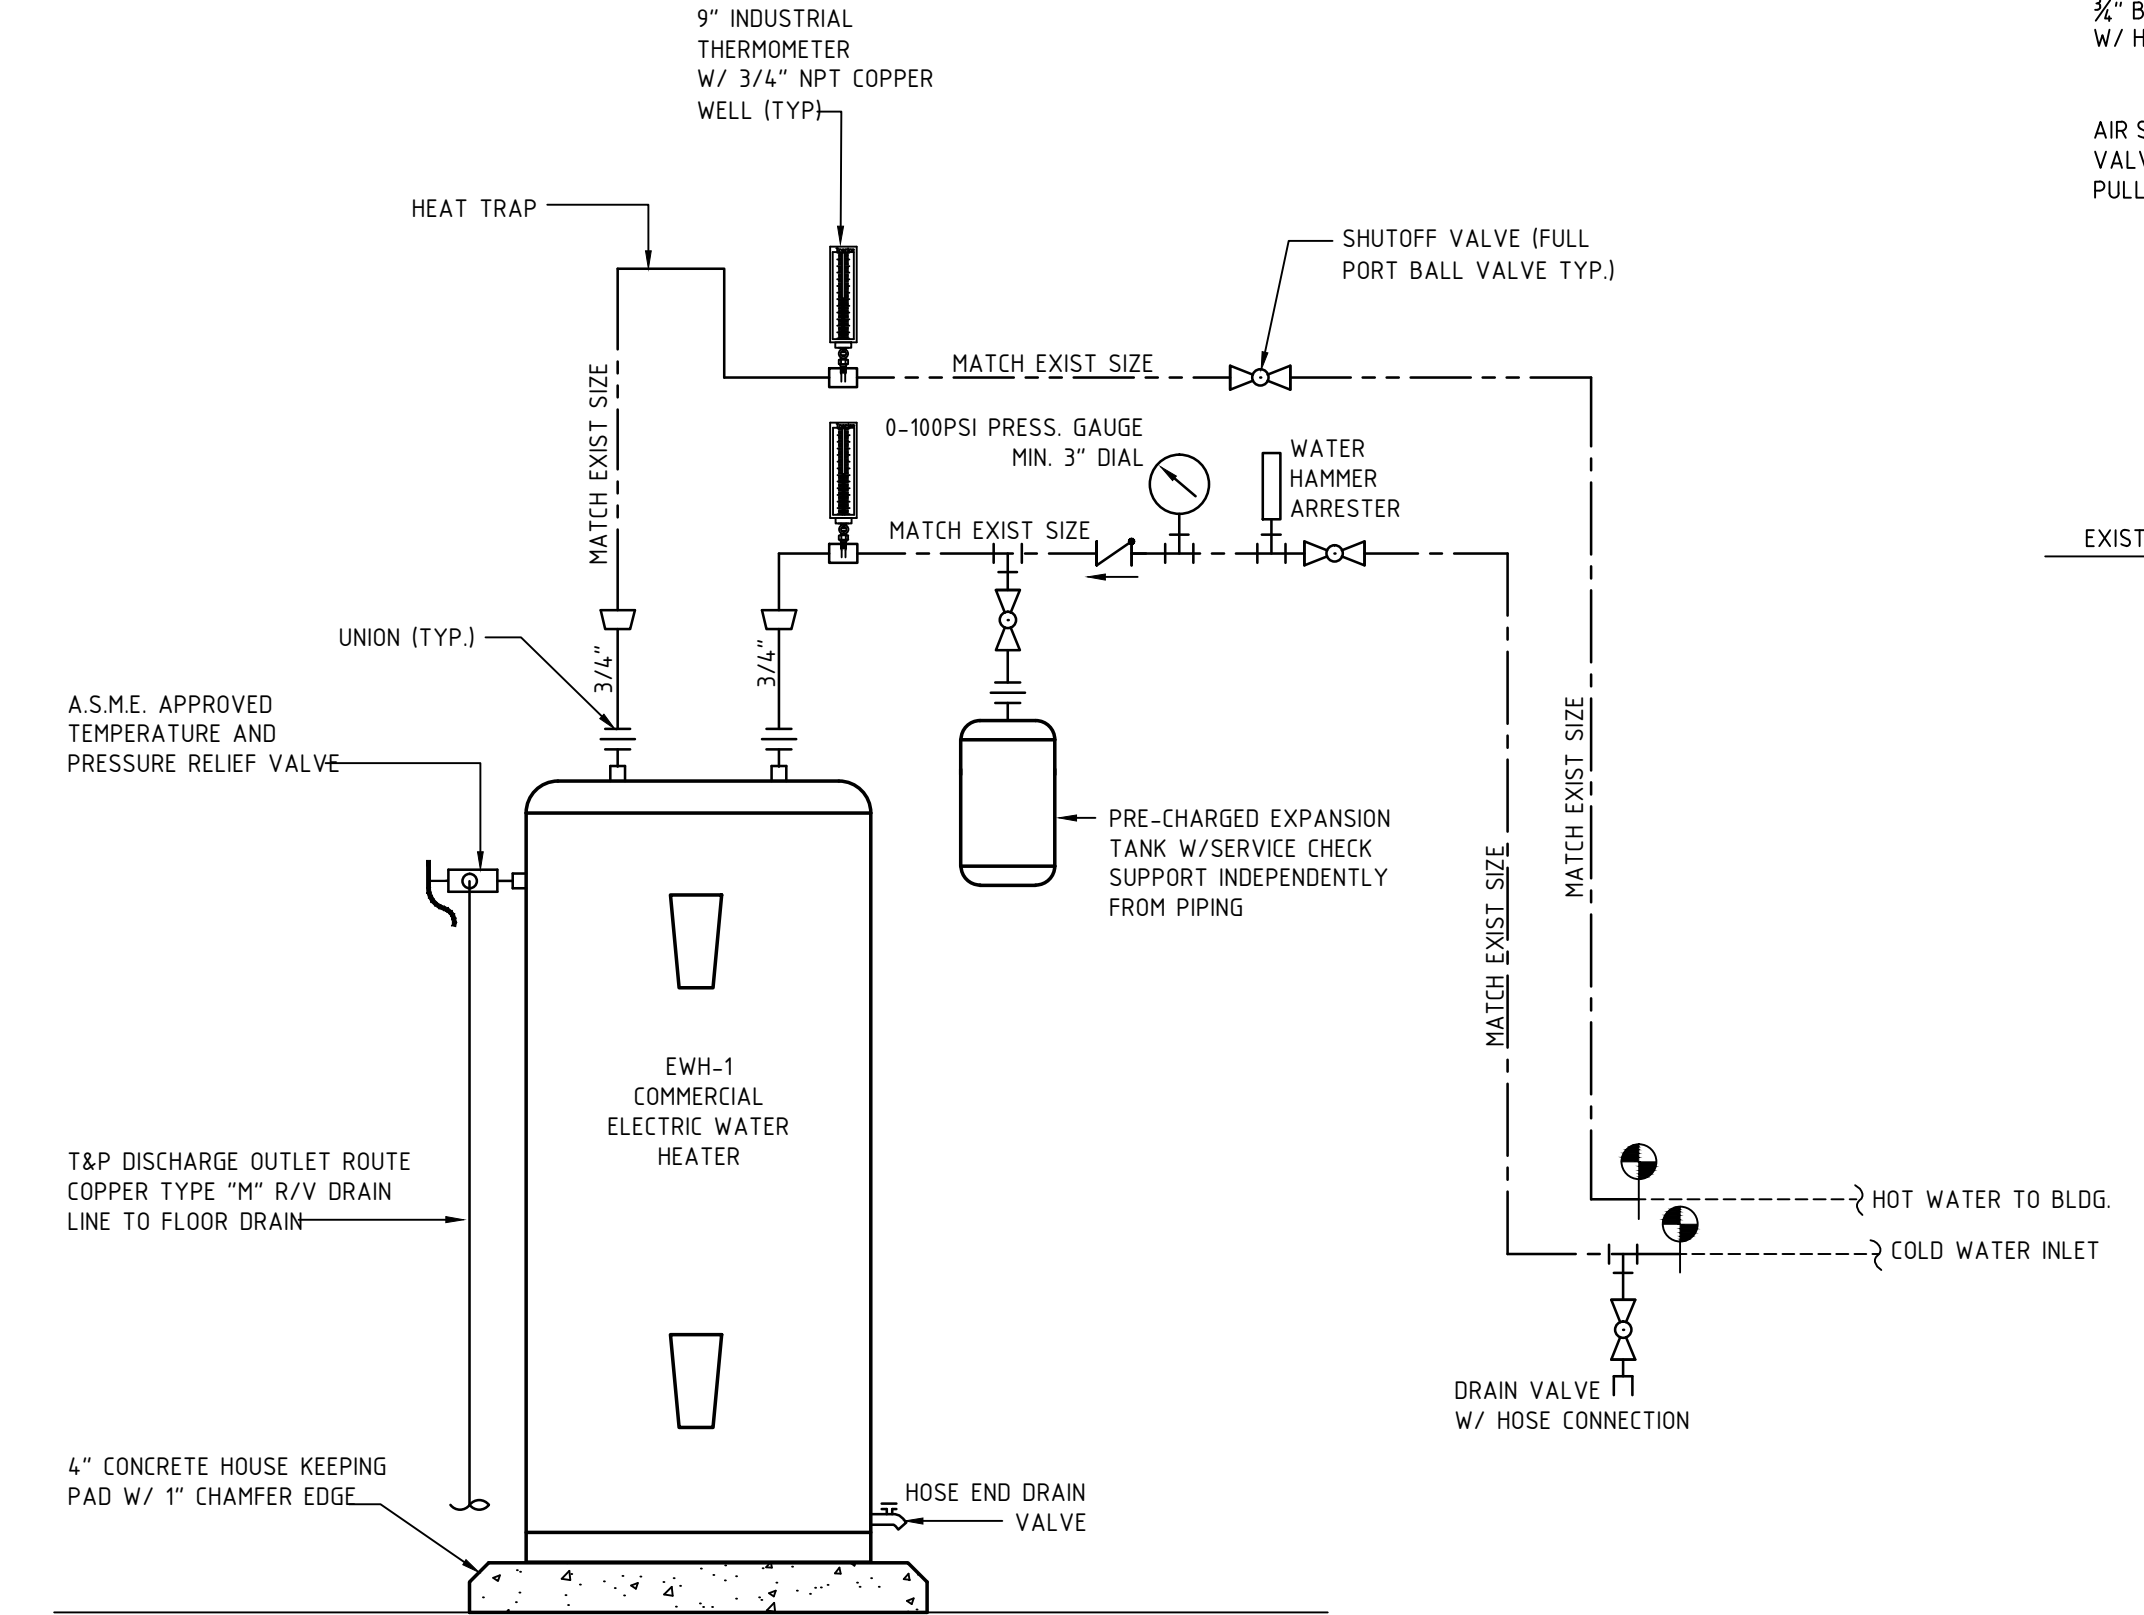 9" INDUSTRIAL
THERMOMETER
W/ 3/4" NPT COPPER
WELL (TYP)
HEAT TRAP
SHUTOFF VALVE (FULL
PORT BALL VALVE TYP.)
MATCH EXIST SIZE
MATCH EXIST SIZE
0-100PSI PRESS. GAUGE
MIN. 3" DIAL
WATER
HAMMER
ARRESTER
MATCH EXIST SIZE
UNION (TYP.)
3/4"
3/4"
A.S.M.E. APPROVED
TEMPERATURE AND
PRESSURE RELIEF VALVE
PRE-CHARGED EXPANSION
TANK W/SERVICE CHECK
SUPPORT INDEPENDENTLY
FROM PIPING
MATCH EXIST SIZE
MATCH EXIST SIZE
EWH-1
COMMERCIAL
ELECTRIC WATER
HEATER
T&P DISCHARGE OUTLET ROUTE
COPPER TYPE "M" R/V DRAIN
LINE TO FLOOR DRAIN
HOT WATER TO BLDG.
COLD WATER INLET
DRAIN VALVE
W/ HOSE CONNECTION
4" CONCRETE HOUSE KEEPING
PAD W/ 1" CHAMFER EDGE
HOSE END DRAIN
VALVE
3/4" B
W/ H
AIR S
VALV
PULL
EXIST